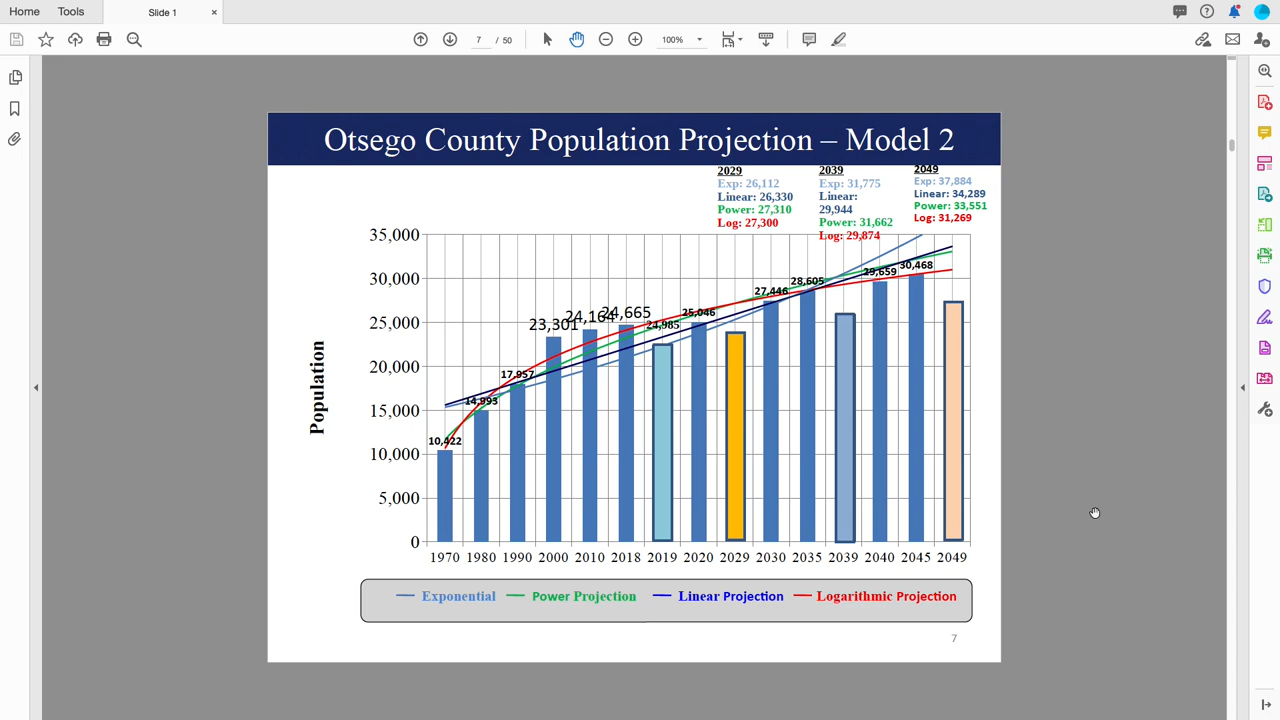 Home Tools Slide 1 ×
7 / 50 100%
Otsego County Population Projection – Model 2
2029
Exp: 26,112
Linear: 26,330
Power: 27,310
Log: 27,300
2039
Exp: 31,775
Linear:
29,944
Power: 31,662
Log: 29,874
2049
Exp: 37,884
Linear: 34,289
Power: 33,551
Log: 31,269
Population
35,000
30,000
25,000
20,000
15,000
10,000
5,000
0
10,422
14,993
17,957
23,301
24,164
24,665
24,985
25,046
27,446
28,605
29,659
30,468
1970 1980 1990 2000 2010 2018 2019 2020 2029 2030 2035 2039 2040 2045 2049
Exponential Power Projection Linear Projection Logarithmic Projection
7